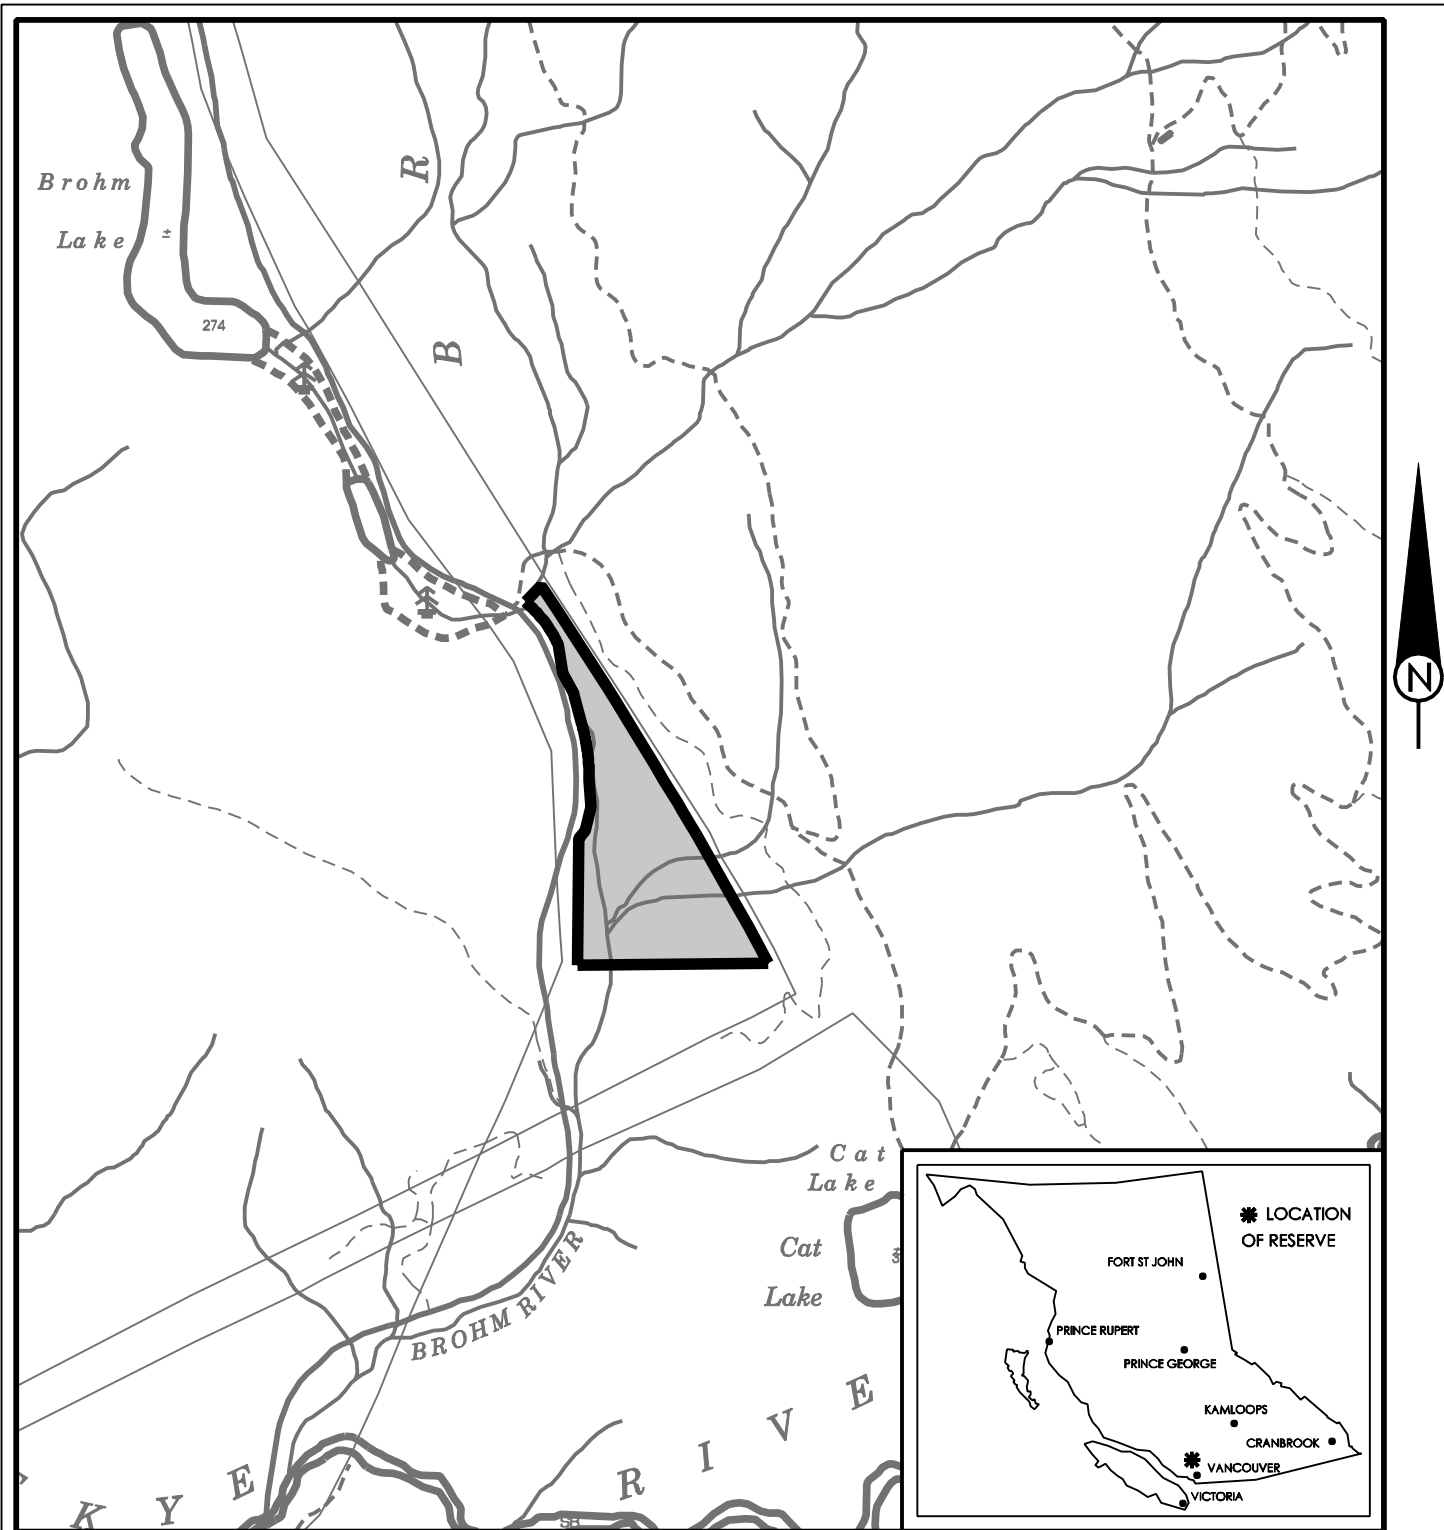 Brohm
Lake
274
R
B
N
Cat
Lake
Cat
Lake
BROHM RIVER
K Y E
R I V E
LOCATION
OF RESERVE
FORT ST JOHN
PRINCE RUPERT
PRINCE GEORGE
KAMLOOPS
CRANBROOK
VANCOUVER
VICTORIA